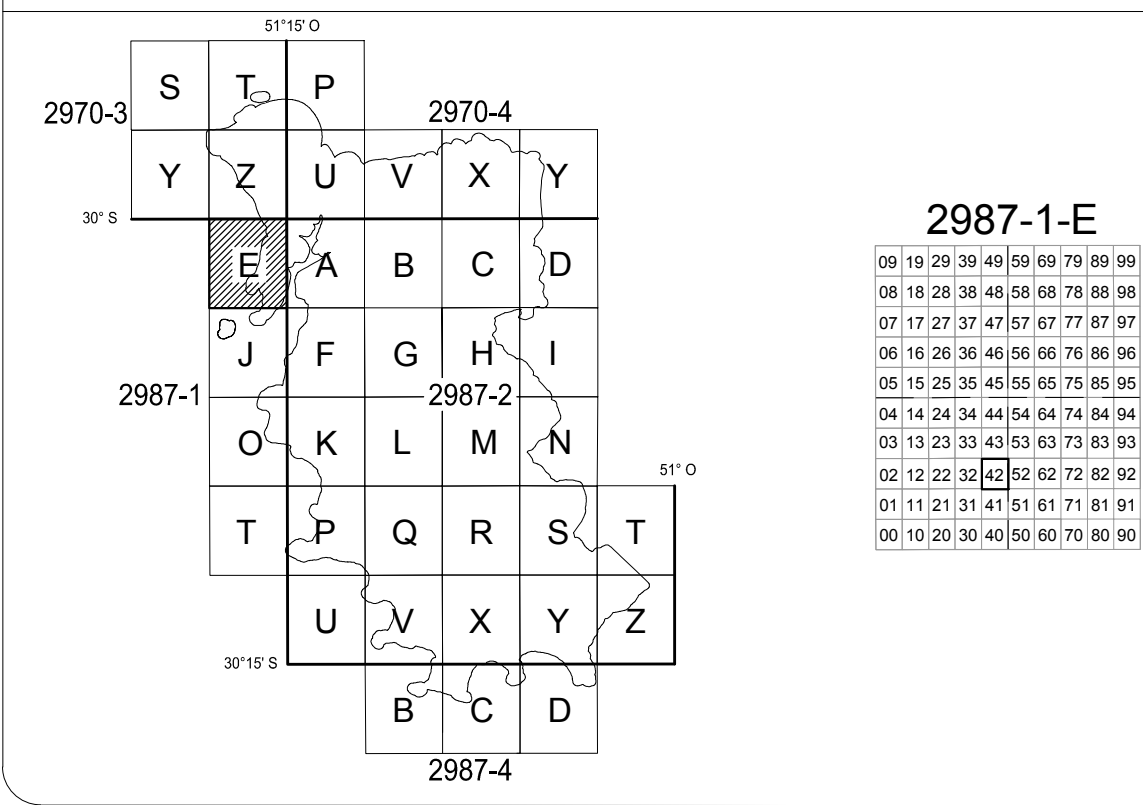 51°15' O
S T P
2970-3 2970-4
Y Z U V X Y
30° S
E A B C D
J F G H I
2987-1 2987-2
O K L M N
51° O
T P Q R S T
U V X Y Z
30°15' S
B C D
2987-4
2987-1-E
09 19 29 39 49 59 69 79 89 99
08 18 28 38 48 58 68 78 88 98
07 17 27 37 47 57 67 77 87 97
06 16 26 36 46 56 66 76 86 96
05 15 25 35 45 55 65 75 85 95
04 14 24 34 44 54 64 74 84 94
03 13 23 33 43 53 63 73 83 93
02 12 22 32 42 52 62 72 82 92
01 11 21 31 41 51 61 71 81 91
00 10 20 30 40 50 60 70 80 90